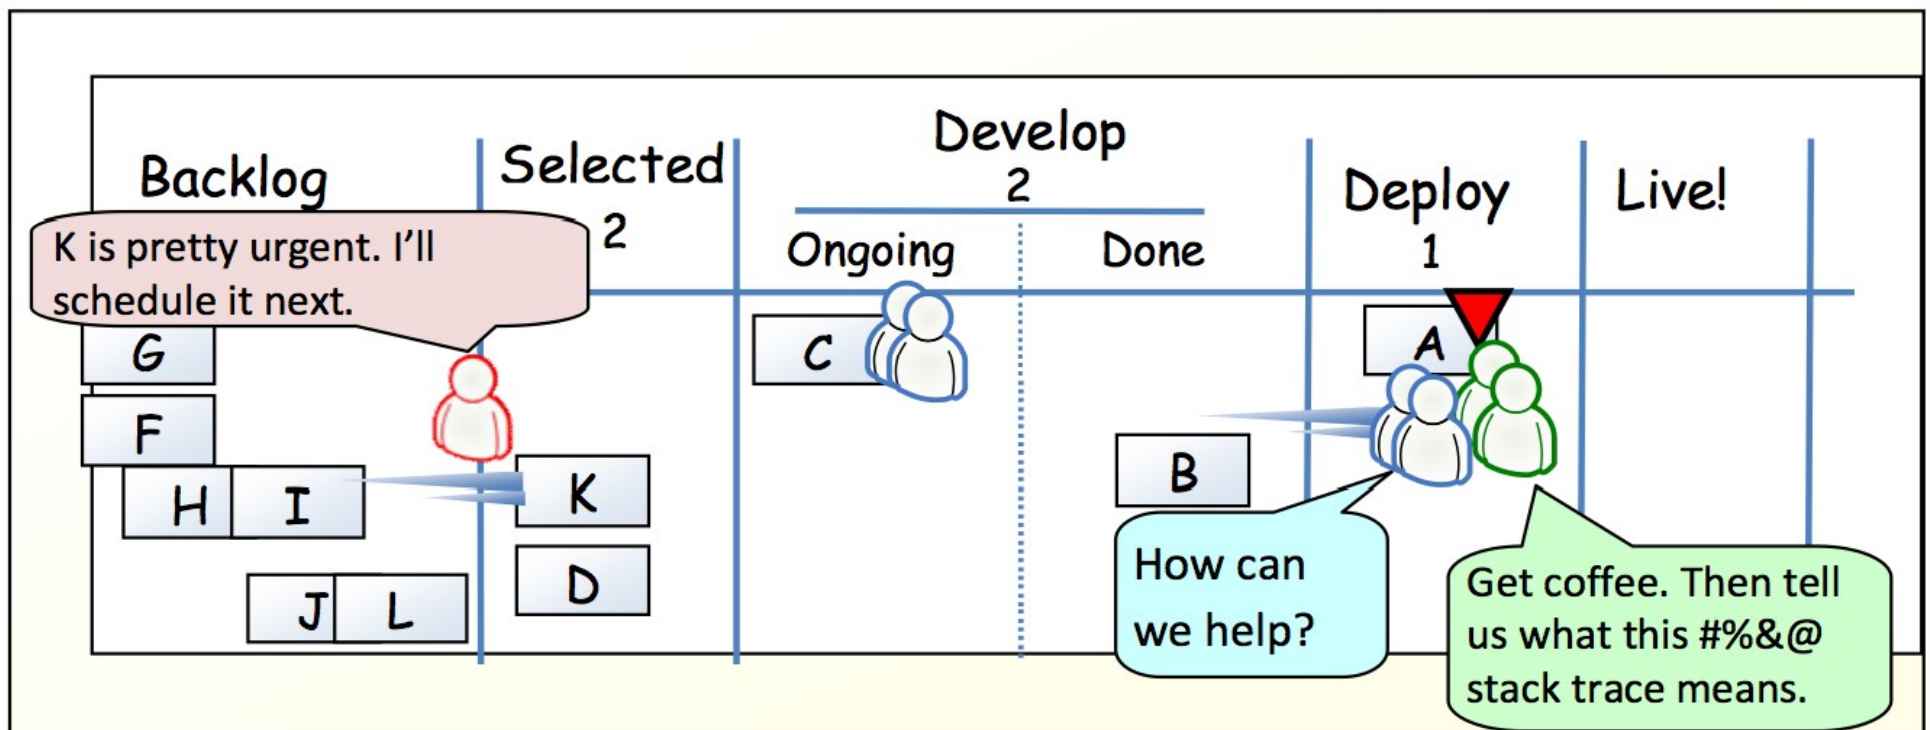 Backlog
Selected
2
Develop
2
Ongoing
Done
Deploy
1
Live!
K is pretty urgent. I’ll
schedule it next.
G
F
H
I
J
L
K
D
C
B
A
How can
we help?
Get coffee. Then tell
us what this #%&@
stack trace means.